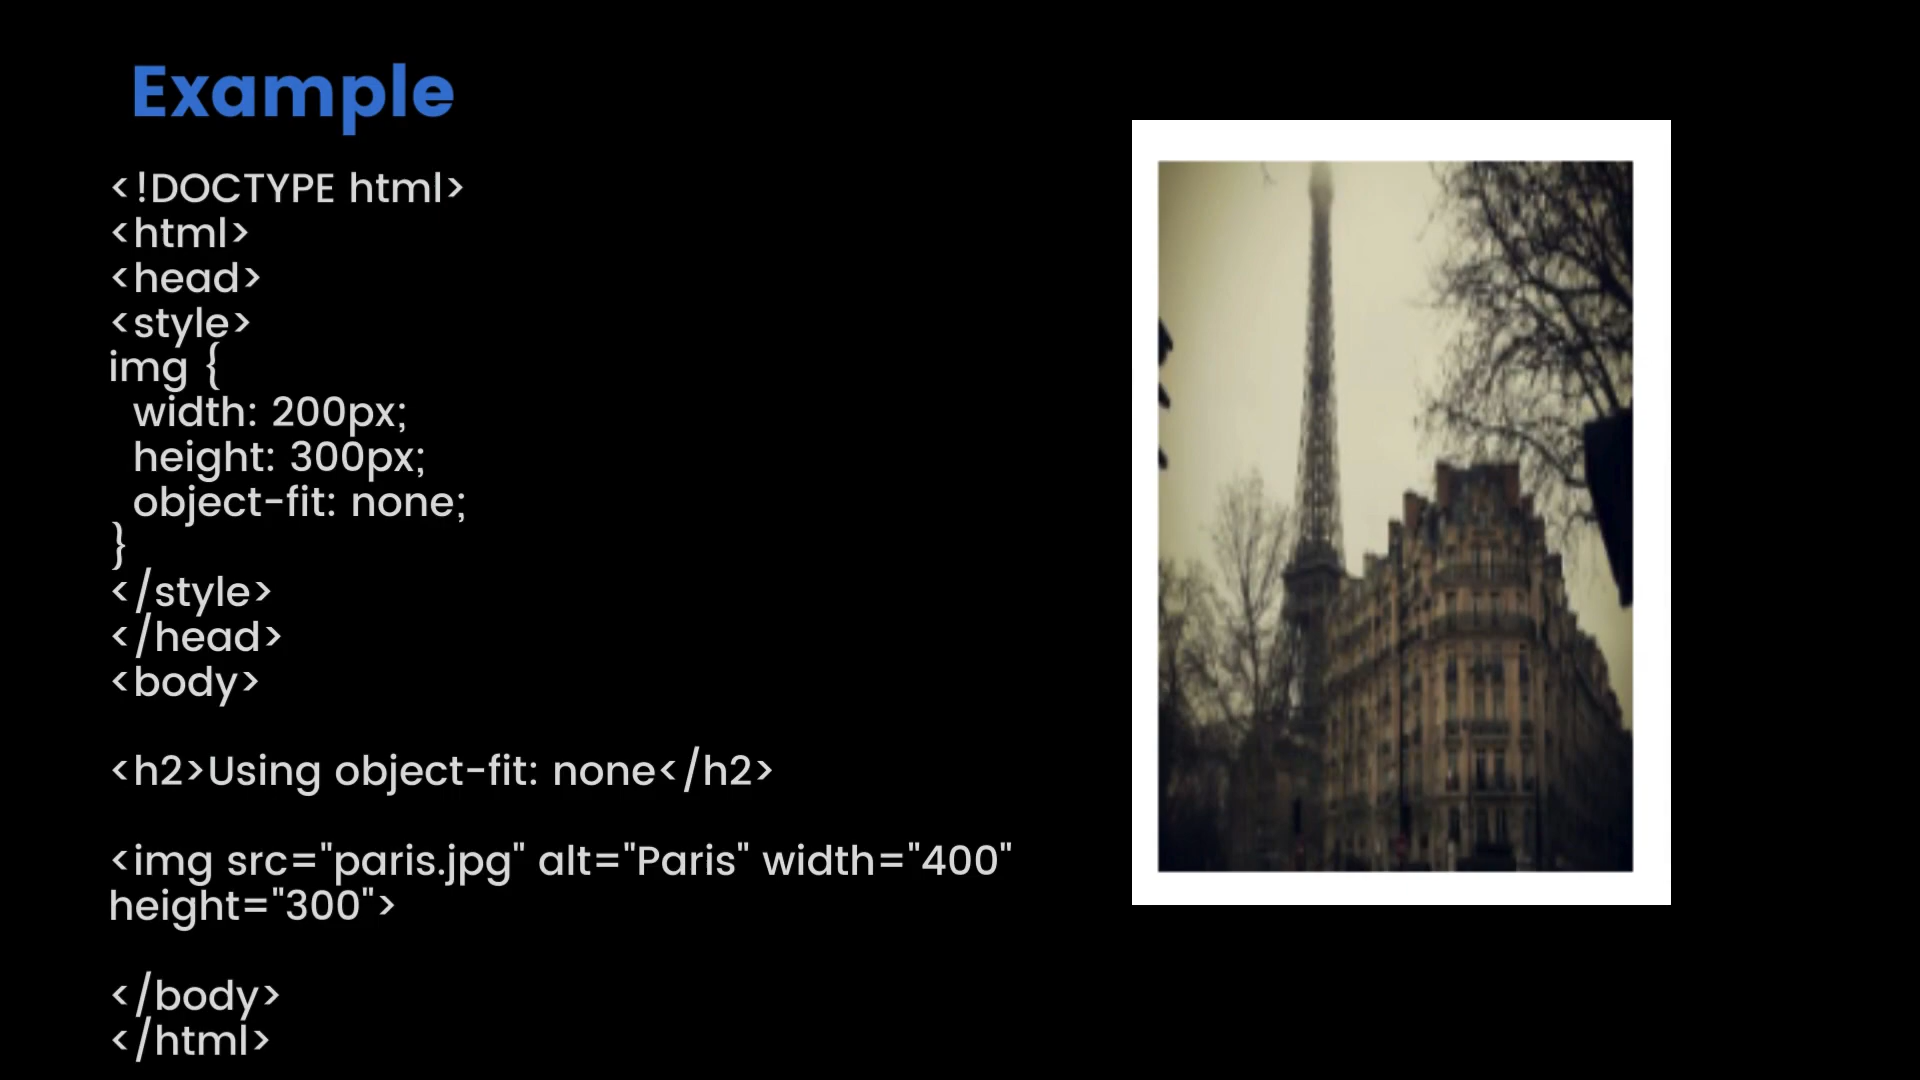 Example
<!DOCTYPE html>
<html>
<head>
<style>
img {
  width: 200px;
  height: 300px;
  object-fit: none;
}
</style>
</head>
<body>

<h2>Using object-fit: none</h2>

<img src="paris.jpg" alt="Paris" width="400"
height="300">

</body>
</html>